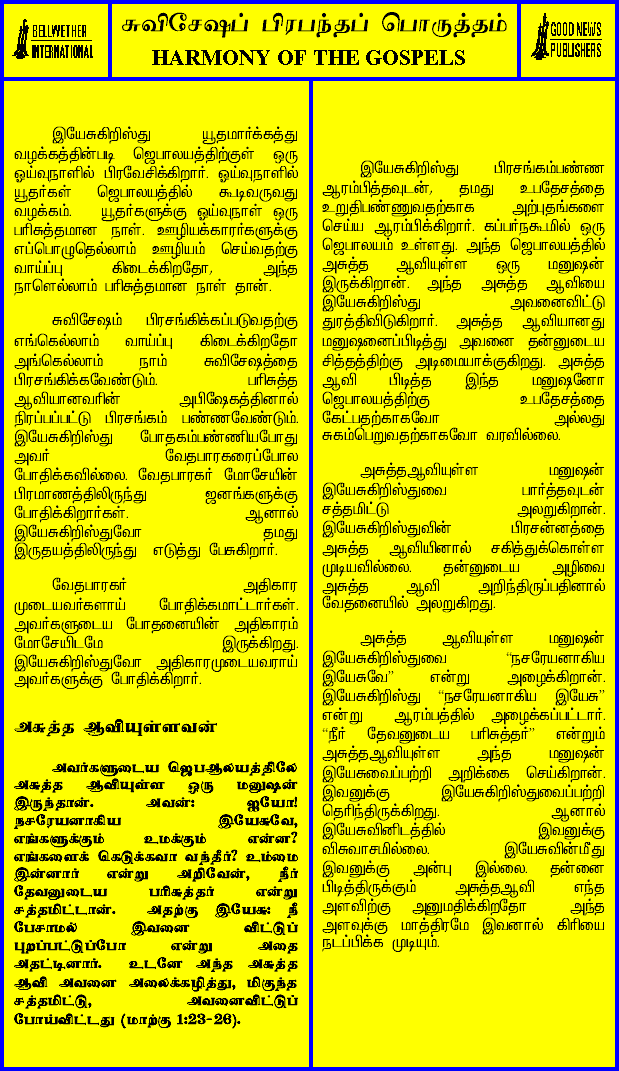 BELLWETHER
INTERNATIONAL
சுவிசேஷப் பிரபந்தப் பொருத்தம்
HARMONY OF THE GOSPELS
GOOD NEWS
PUBLISHERS
இயேசுகிறிஸ்து யூதமார்க்கத்து
வழக்கத்தின்படி ஜெபாலயத்திற்குள் ஒரு
ஓய்வுநாளில் பிரவேசிக்கிறார். ஓய்வுநாளில்
யூதர்கள் ஜெபாலயத்தில் கூடிவருவது
வழக்கம். யூதர்களுக்கு ஓய்வுநாள் ஒரு
பரிசுத்தமான நாள். ஊழியக்காரர்களுக்கு
எப்பொழுதெல்லாம் ஊழியம் செய்வதற்கு
வாய்ப்பு கிடைக்கிறதோ, அந்த
நாளெல்லாம் பரிசுத்தமான நாள் தான்.
சுவிசேஷம் பிரசங்கிக்கப்படுவதற்கு
எங்கெல்லாம் வாய்ப்பு கிடைக்கிறதோ
அங்கெல்லாம் நாம் சுவிசேஷத்தை
பிரசங்கிக்கவேண்டும். பரிசுத்த
ஆவியானவரின் அபிஷேகத்தினால்
நிரப்பப்பட்டு பிரசங்கம் பண்ணவேண்டும்.
இயேசுகிறிஸ்து போதகம்பண்ணியபோது
அவர் வேதபாரகரைப்போல
போதிக்கவில்லை. வேதபாரகர் மோசேயின்
பிரமாணத்திலிருந்து ஜனங்களுக்கு
போதிக்கிறார்கள். ஆனால்
இயேசுகிறிஸ்துவோ தமது
இருதயத்திலிருந்து எடுத்து பேசுகிறார்.
வேதபாரகர் அதிகார
முடையவர்களாய் போதிக்கமாட்டார்கள்.
அவர்களுடைய போதனையின் அதிகாரம்
மோசேயிடமே இருக்கிறது.
இயேசுகிறிஸ்துவோ அதிகாரமுடையவராய்
அவர்களுக்கு போதிக்கிறார்.
அசுத்த ஆவியுள்ளவன்
அவர்களுடைய ஜெபஆலயத்திலே
அசுத்த ஆவியுள்ள ஒரு மனுஷன்
இருந்தான். அவன்: ஐயோ!
நசரேயனாகிய இயேசுவே,
எங்களுக்கும் உமக்கும் என்ன?
எங்களைக் கெடுக்கவா வந்தீர்? உம்மை
இன்னார் என்று அறிவேன், நீர்
தேவனுடைய பரிசுத்தர் என்று
சத்தமிட்டான். அதற்கு இயேசு: நீ
பேசாமல் இவனை விட்டுப்
புறப்பட்டுப்போ என்று அதை
அதட்டினார். உடனே அந்த அசுத்த
ஆவி அவனை அலைக்கழித்து, மிகுந்த
சத்தமிட்டு, அவனைவிட்டுப்
போய்விட்டது (மாற்கு 1:23-26).
இயேசுகிறிஸ்து பிரசங்கம்பண்ண
ஆரம்பித்தவுடன், தமது உபதேசத்தை
உறுதிபண்ணுவதற்காக அற்புதங்களை
செய்ய ஆரம்பிக்கிறார். கப்பர்நகூமில் ஒரு
ஜெபாலயம் உள்ளது. அந்த ஜெபாலயத்தில்
அசுத்த ஆவியுள்ள ஒரு மனுஷன்
இருக்கிறான். அந்த அசுத்த ஆவியை
இயேசுகிறிஸ்து அவனைவிட்டு
துரத்திவிடுகிறார். அசுத்த ஆவியானது
மனுஷனைப்பிடித்து அவனை தன்னுடைய
சித்தத்திற்கு அடிமையாக்குகிறது. அசுத்த
ஆவி பிடித்த இந்த மனுஷனோ
ஜெபாலயத்திற்கு உபதேசத்தை
கேட்பதற்காகவோ அல்லது
சுகம்பெறுவதற்காகவோ வரவில்லை.
அசுத்தஆவியுள்ள மனுஷன்
இயேசுகிறிஸ்துவை பார்த்தவுடன்
சத்தமிட்டு அலறுகிறான்.
இயேசுகிறிஸ்துவின் பிரசன்னத்தை
அசுத்த ஆவியினால் சகித்துக்கொள்ள
முடியவில்லை. தன்னுடைய அழிவை
அசுத்த ஆவி அறிந்திருப்பதினால்
வேதனையில் அலறுகிறது.
அசுத்த ஆவியுள்ள மனுஷன்
இயேசுகிறிஸ்துவை “நசரேயனாகிய
இயேசுவே” என்று அழைக்கிறான்.
இயேசுகிறிஸ்து “நசரேயனாகிய இயேசு”
என்று ஆரம்பத்தில் அழைக்கப்பட்டார்.
“நீர் தேவனுடைய பரிசுத்தர்” என்றும்
அசுத்தஆவியுள்ள அந்த மனுஷன்
இயேசுவைப்பற்றி அறிக்கை செய்கிறான்.
இவனுக்கு இயேசுகிறிஸ்துவைப்பற்றி
தெரிந்திருக்கிறது. ஆனால்
இயேசுவினிடத்தில் இவனுக்கு
விசுவாசமில்லை. இயேசுவின்மீது
இவனுக்கு அன்பு இல்லை. தன்னை
பிடித்திருக்கும் அசுத்தஆவி எந்த
அளவிற்கு அனுமதிக்கிறதோ அந்த
அளவுக்கு மாத்திரமே இவனால் கிரியை
நடப்பிக்க முடியும்.